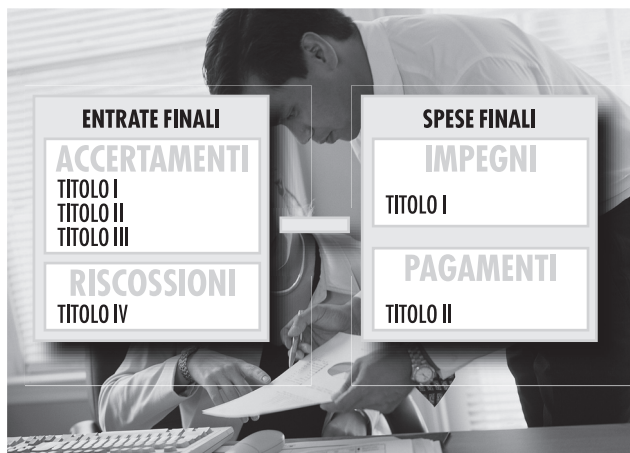 ENTRATE FINALI
ACCERTAMENTI
TITOLO I
TITOLO II
TITOLO III
RISCOSSIONI
TITOLO IV
SPESE FINALI
IMPEGNI
TITOLO I
PAGAMENTI
TITOLO II